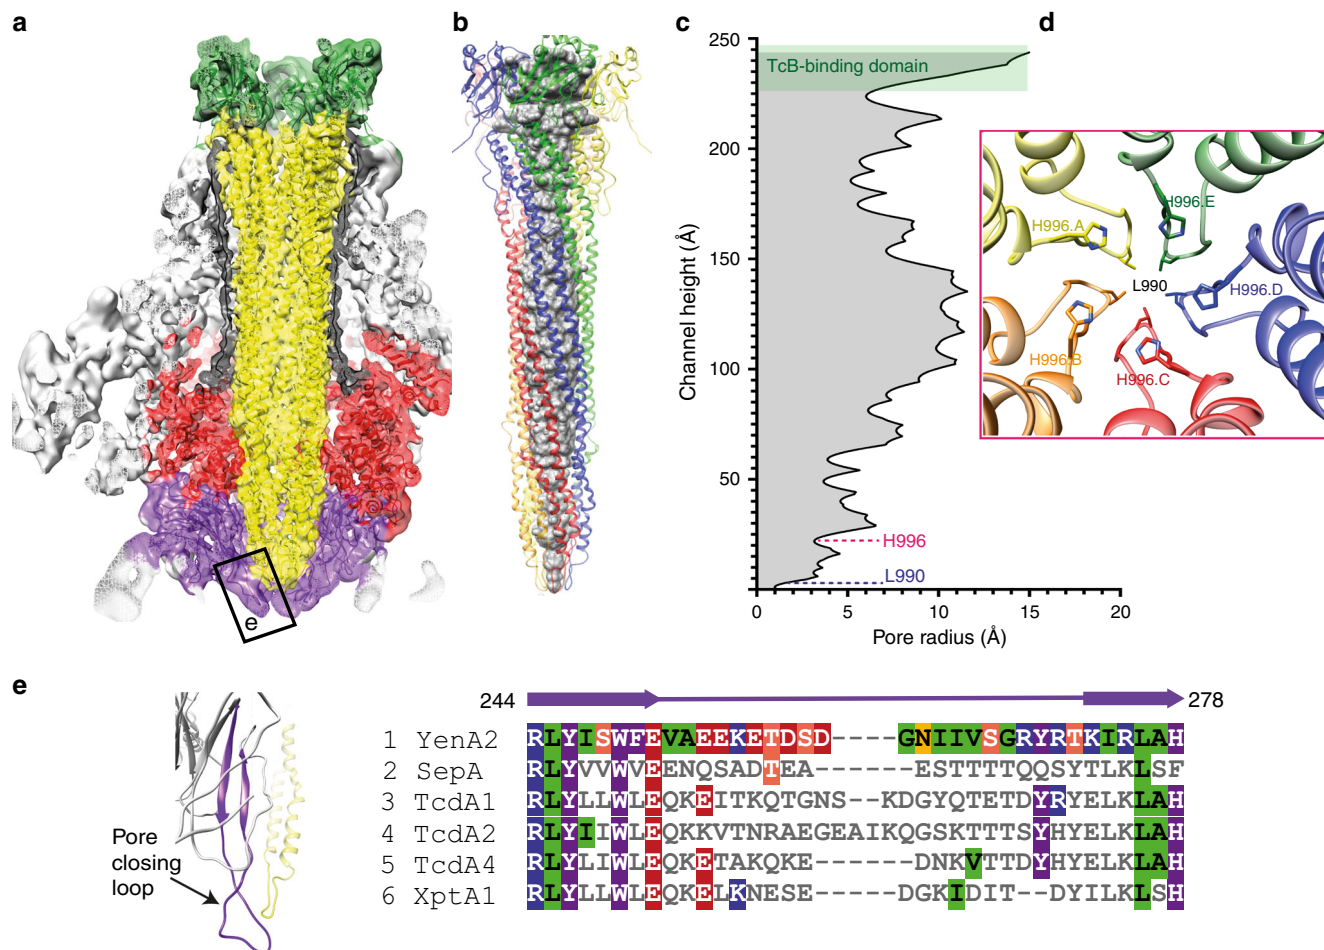 a
b
c
d
250
200
150
100
50
0
5
10
15
20
Channel height (Å)
Pore radius (Å)
TcB-binding domain
H996
L990
H996.E
H996.A
L990
H996.D
H996.B
H996.C
e
e
Pore
closing
loop
244
278
1 YenA2 RLYISWFEVAEEKETDSD----GNIIVSGRYRTKIRLAH
2 SepA RLYVVWVEENQSADTEA------ESTTTTQQSYTLKLSF
3 TcdA1 RLYLLWLEQKEITKQTGNS--KDGYQTETDYRYELKLAH
4 TcdA2 RLYIIWLEQKKVTNRAEGEAIKQGSKTTTSYHYELKLAH
5 TcdA4 RLYLIWLEQKETAKQKE------DNKVTTDYHYELKLAH
6 XptA1 RLYLLWLEQKELKNESE-----DGKIDIT--DYILKLSH